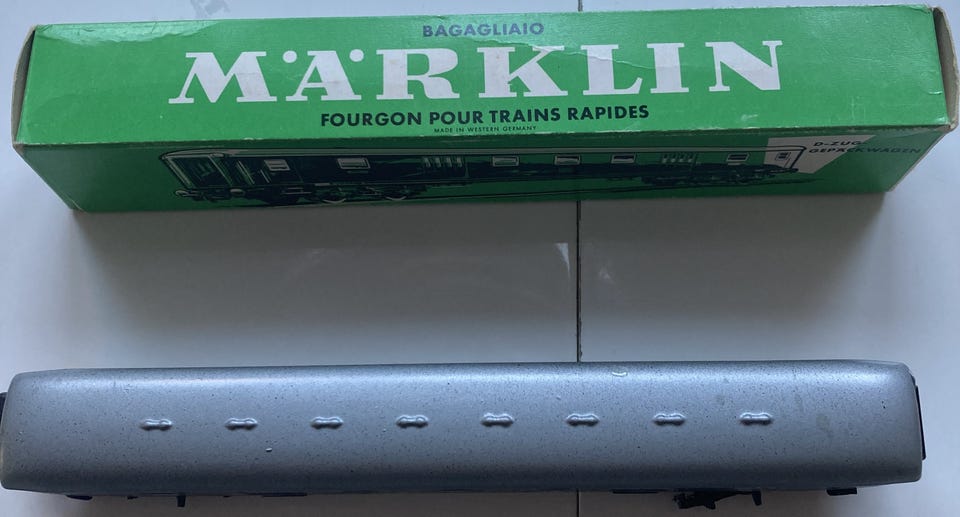 BAGAGLIAIO
MÄRKLIN
FOURGON POUR TRAINS RAPIDES
MADE IN WESTERN GERMANY
D-ZUG-
GEPÄCKWAGEN